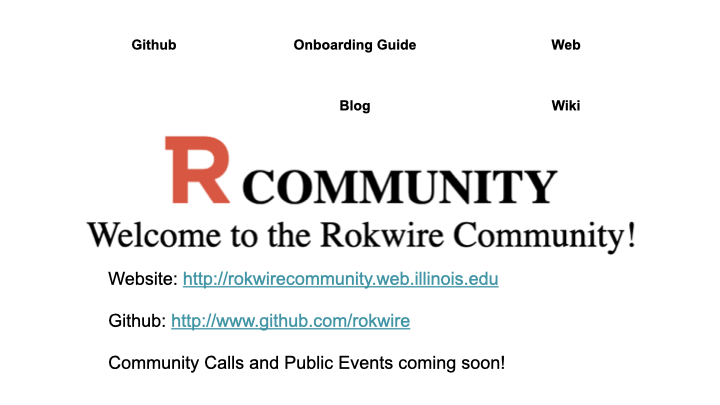 Github Onboarding Guide Web
Blog Wiki
R COMMUNITY
Welcome to the Rokwire Community!
Website: http://rokwirecommunity.web.illinois.edu
Github: http://www.github.com/rokwire
Community Calls and Public Events coming soon!